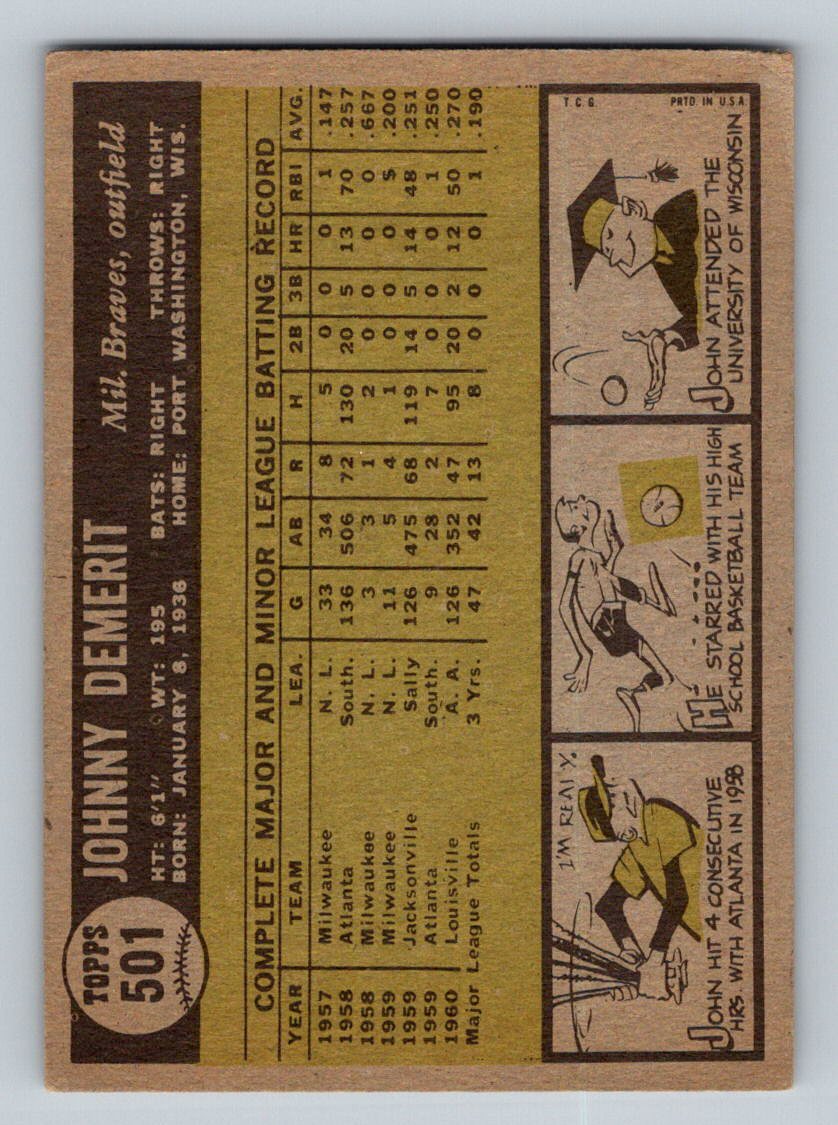 TOPPS
501
JOHNNY DEMERIT Mil. Braves, outfield
HT: 6'1" WT: 195 BATS: RIGHT THROWS: RIGHT
BORN: JANUARY 8, 1936 HOME: PORT WASHINGTON, WIS.
COMPLETE MAJOR AND MINOR LEAGUE BATTING RECORD
YEAR TEAM LEA. G AB R H 2B 3B HR RBI AVG.
1957 Milwaukee N. L. 33 34 8 5 0 0 0 1 .147
1958 Atlanta South. 136 506 72 130 20 5 13 70 .257
1958 Milwaukee N. L. 3 3 1 2 0 0 0 0 .667
1959 Milwaukee N. L. 11 5 4 1 0 0 0 $ .200
1959 Jacksonville Sally 126 475 68 119 14 5 14 48 .251
1959 Atlanta South. 9 28 2 7 0 0 0 1 .250
1960 Louisville A. A. 126 352 47 95 20 2 12 50 .270
Major League Totals 3 Yrs. 47 42 13 8 0 0 0 1 .190
I'M READY.
JOHN HIT 4 CONSECUTIVE
HRS WITH ATLANTA IN 1958
HE STARRED WITH HIS HIGH
SCHOOL BASKETBALL TEAM
T.C.G. PRTD. IN U.S.A.
JOHN ATTENDED THE
UNIVERSITY OF WISCONSIN